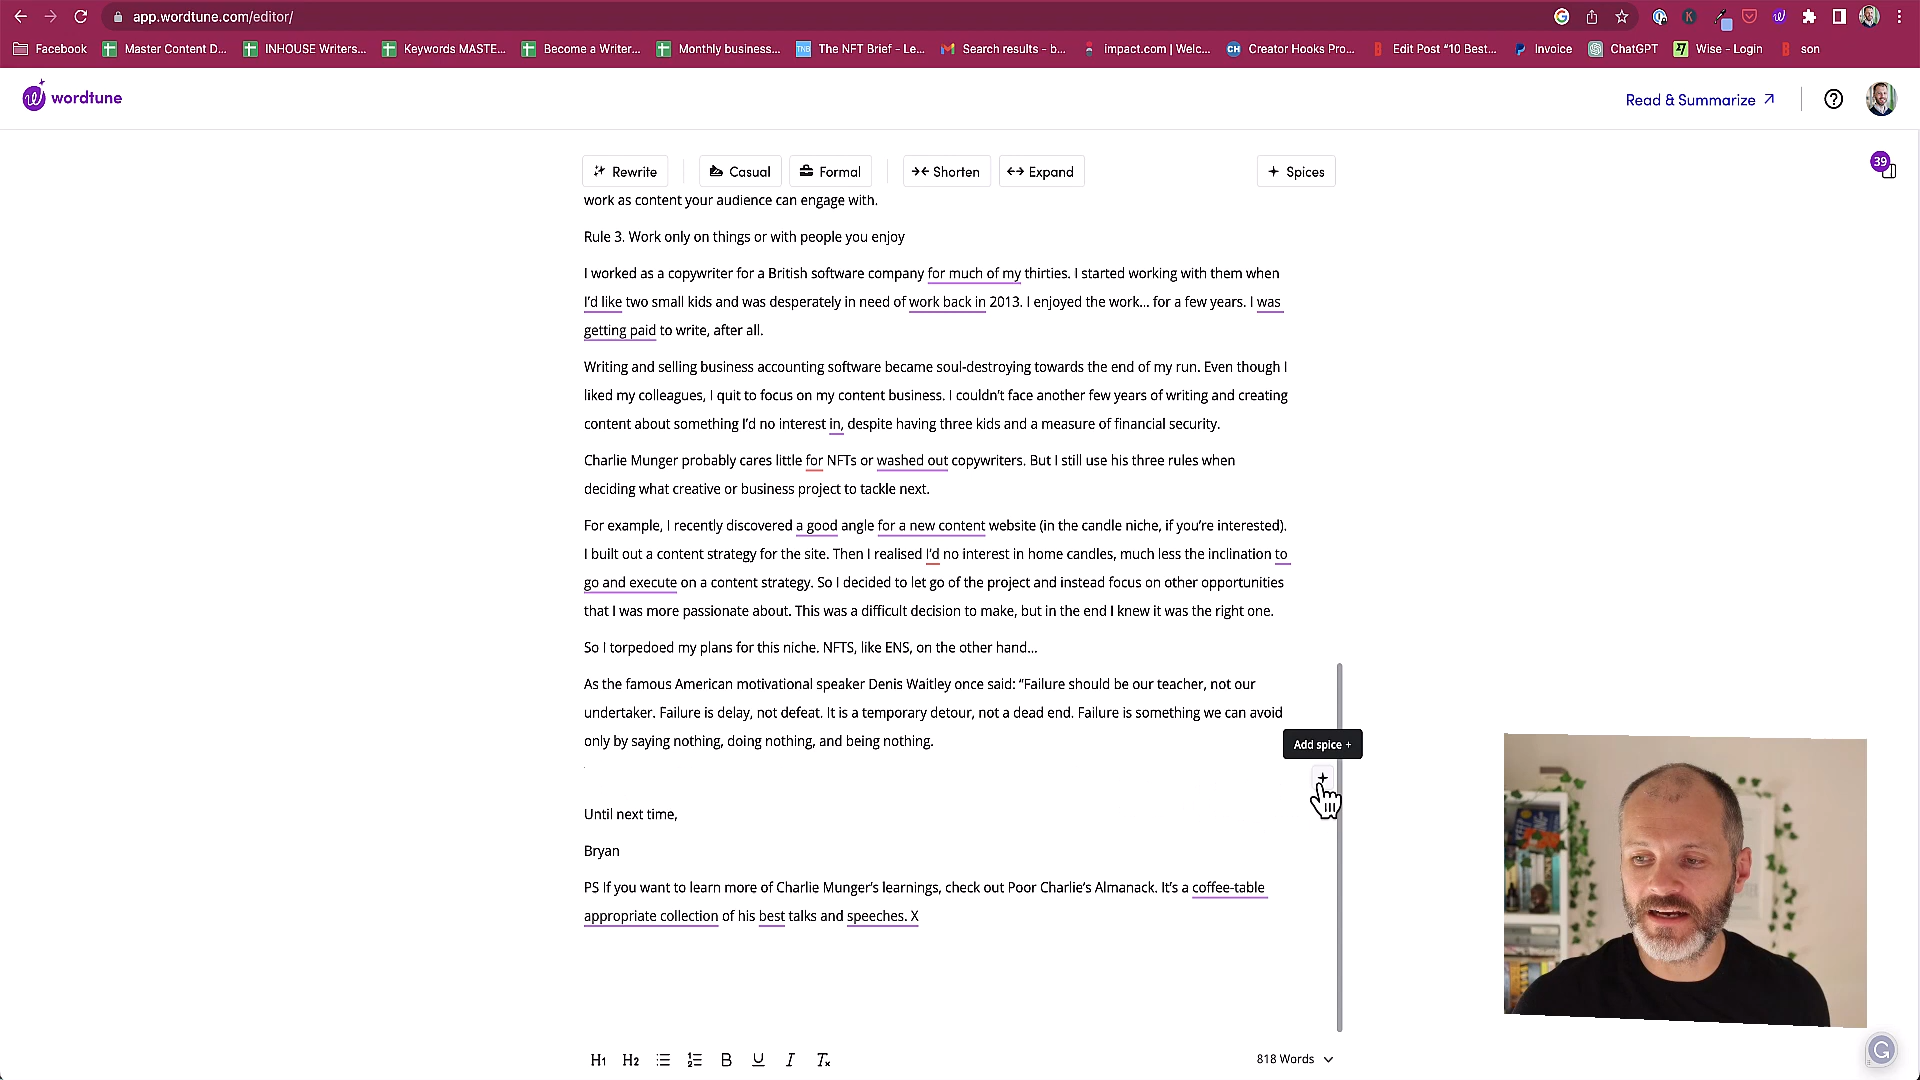 app.wordtune.com/editor/
Facebook Master Content D... INHOUSE Writers... Keywords MASTE... Become a Writer... Monthly business... TNB The NFT Brief - Le... Search results - b... impact.com | Welc... CH Creator Hooks Pro... Edit Post "10 Best... Invoice ChatGPT Wise - Login son
wordtune
Read & Summarize
39
Rewrite Casual Formal Shorten Expand Spices
work as content your audience can engage with.
Rule 3. Work only on things or with people you enjoy
I worked as a copywriter for a British software company for much of my thirties. I started working with them when
I'd like two small kids and was desperately in need of work back in 2013. I enjoyed the work... for a few years. I was
getting paid to write, after all.
Writing and selling business accounting software became soul-destroying towards the end of my run. Even though I
liked my colleagues, I quit to focus on my content business. I couldn't face another few years of writing and creating
content about something I'd no interest in, despite having three kids and a measure of financial security.
Charlie Munger probably cares little for NFTs or washed out copywriters. But I still use his three rules when
deciding what creative or business project to tackle next.
For example, I recently discovered a good angle for a new content website (in the candle niche, if you're interested).
I built out a content strategy for the site. Then I realised I'd no interest in home candles, much less the inclination to
go and execute on a content strategy. So I decided to let go of the project and instead focus on other opportunities
that I was more passionate about. This was a difficult decision to make, but in the end I knew it was the right one.
So I torpedoed my plans for this niche. NFTS, like ENS, on the other hand...
As the famous American motivational speaker Denis Waitley once said: "Failure should be our teacher, not our
undertaker. Failure is delay, not defeat. It is a temporary detour, not a dead end. Failure is something we can avoid
only by saying nothing, doing nothing, and being nothing.
Add spice +
Until next time,
Bryan
PS If you want to learn more of Charlie Munger's learnings, check out Poor Charlie's Almanack. It's a coffee-table
appropriate collection of his best talks and speeches. X
H1 H2 B U I Tx 818 Words